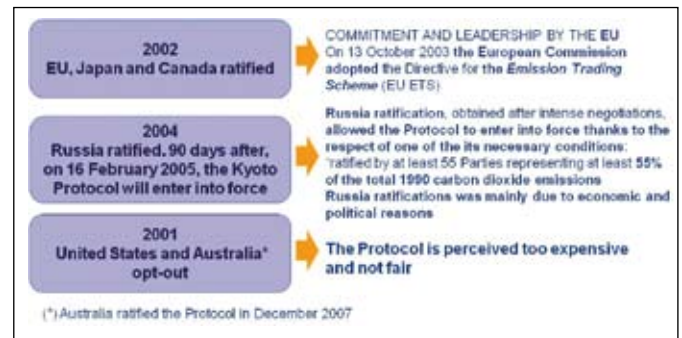 2002
EU, Japan and Canada ratified
COMMITMENT AND LEADERSHIP BY THE EU
On 13 October 2003 the European Commission
adopted the Directive for the Emission Trading
Scheme (EU ETS)
2004
Russia ratified. 90 days after,
on 16 February 2005, the Kyoto
Protocol will enter into force
Russia ratification, obtained after intense negotiations,
allowed the Protocol to enter into force thanks to the
respect of one of the its necessary conditions:
"ratified by at least 55 Parties representing at least 55%
of the total 1990 carbon dioxide emissions
Russia ratifications was mainly due to economic and
political reasons
2001
United States and Australia*
opt-out
The Protocol is perceived too expensive
and not fair
(*) Australia ratified the Protocol in December 2007